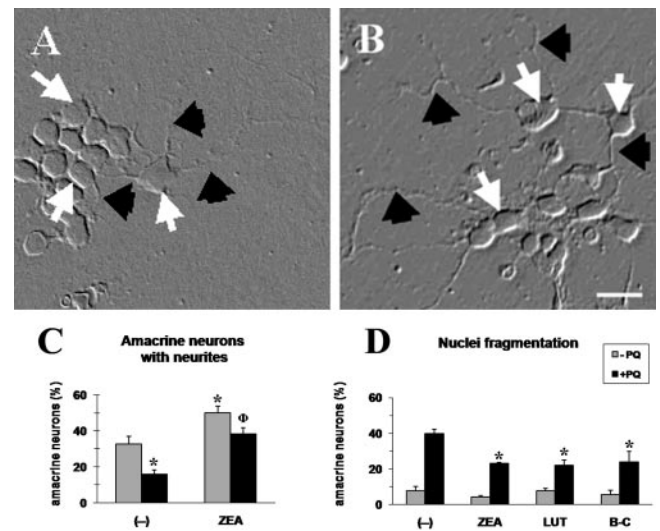 A
B
C
Amacrine neurons
with neurites
amacrine neurons (%)
60
40
20
0
*
*
Φ
(--)
ZEA
D
Nuclei fragmentation
- PQ
+PQ
amacrine neurons (%)
60
40
20
0
*
*
*
(--)
ZEA
LUT
B-C